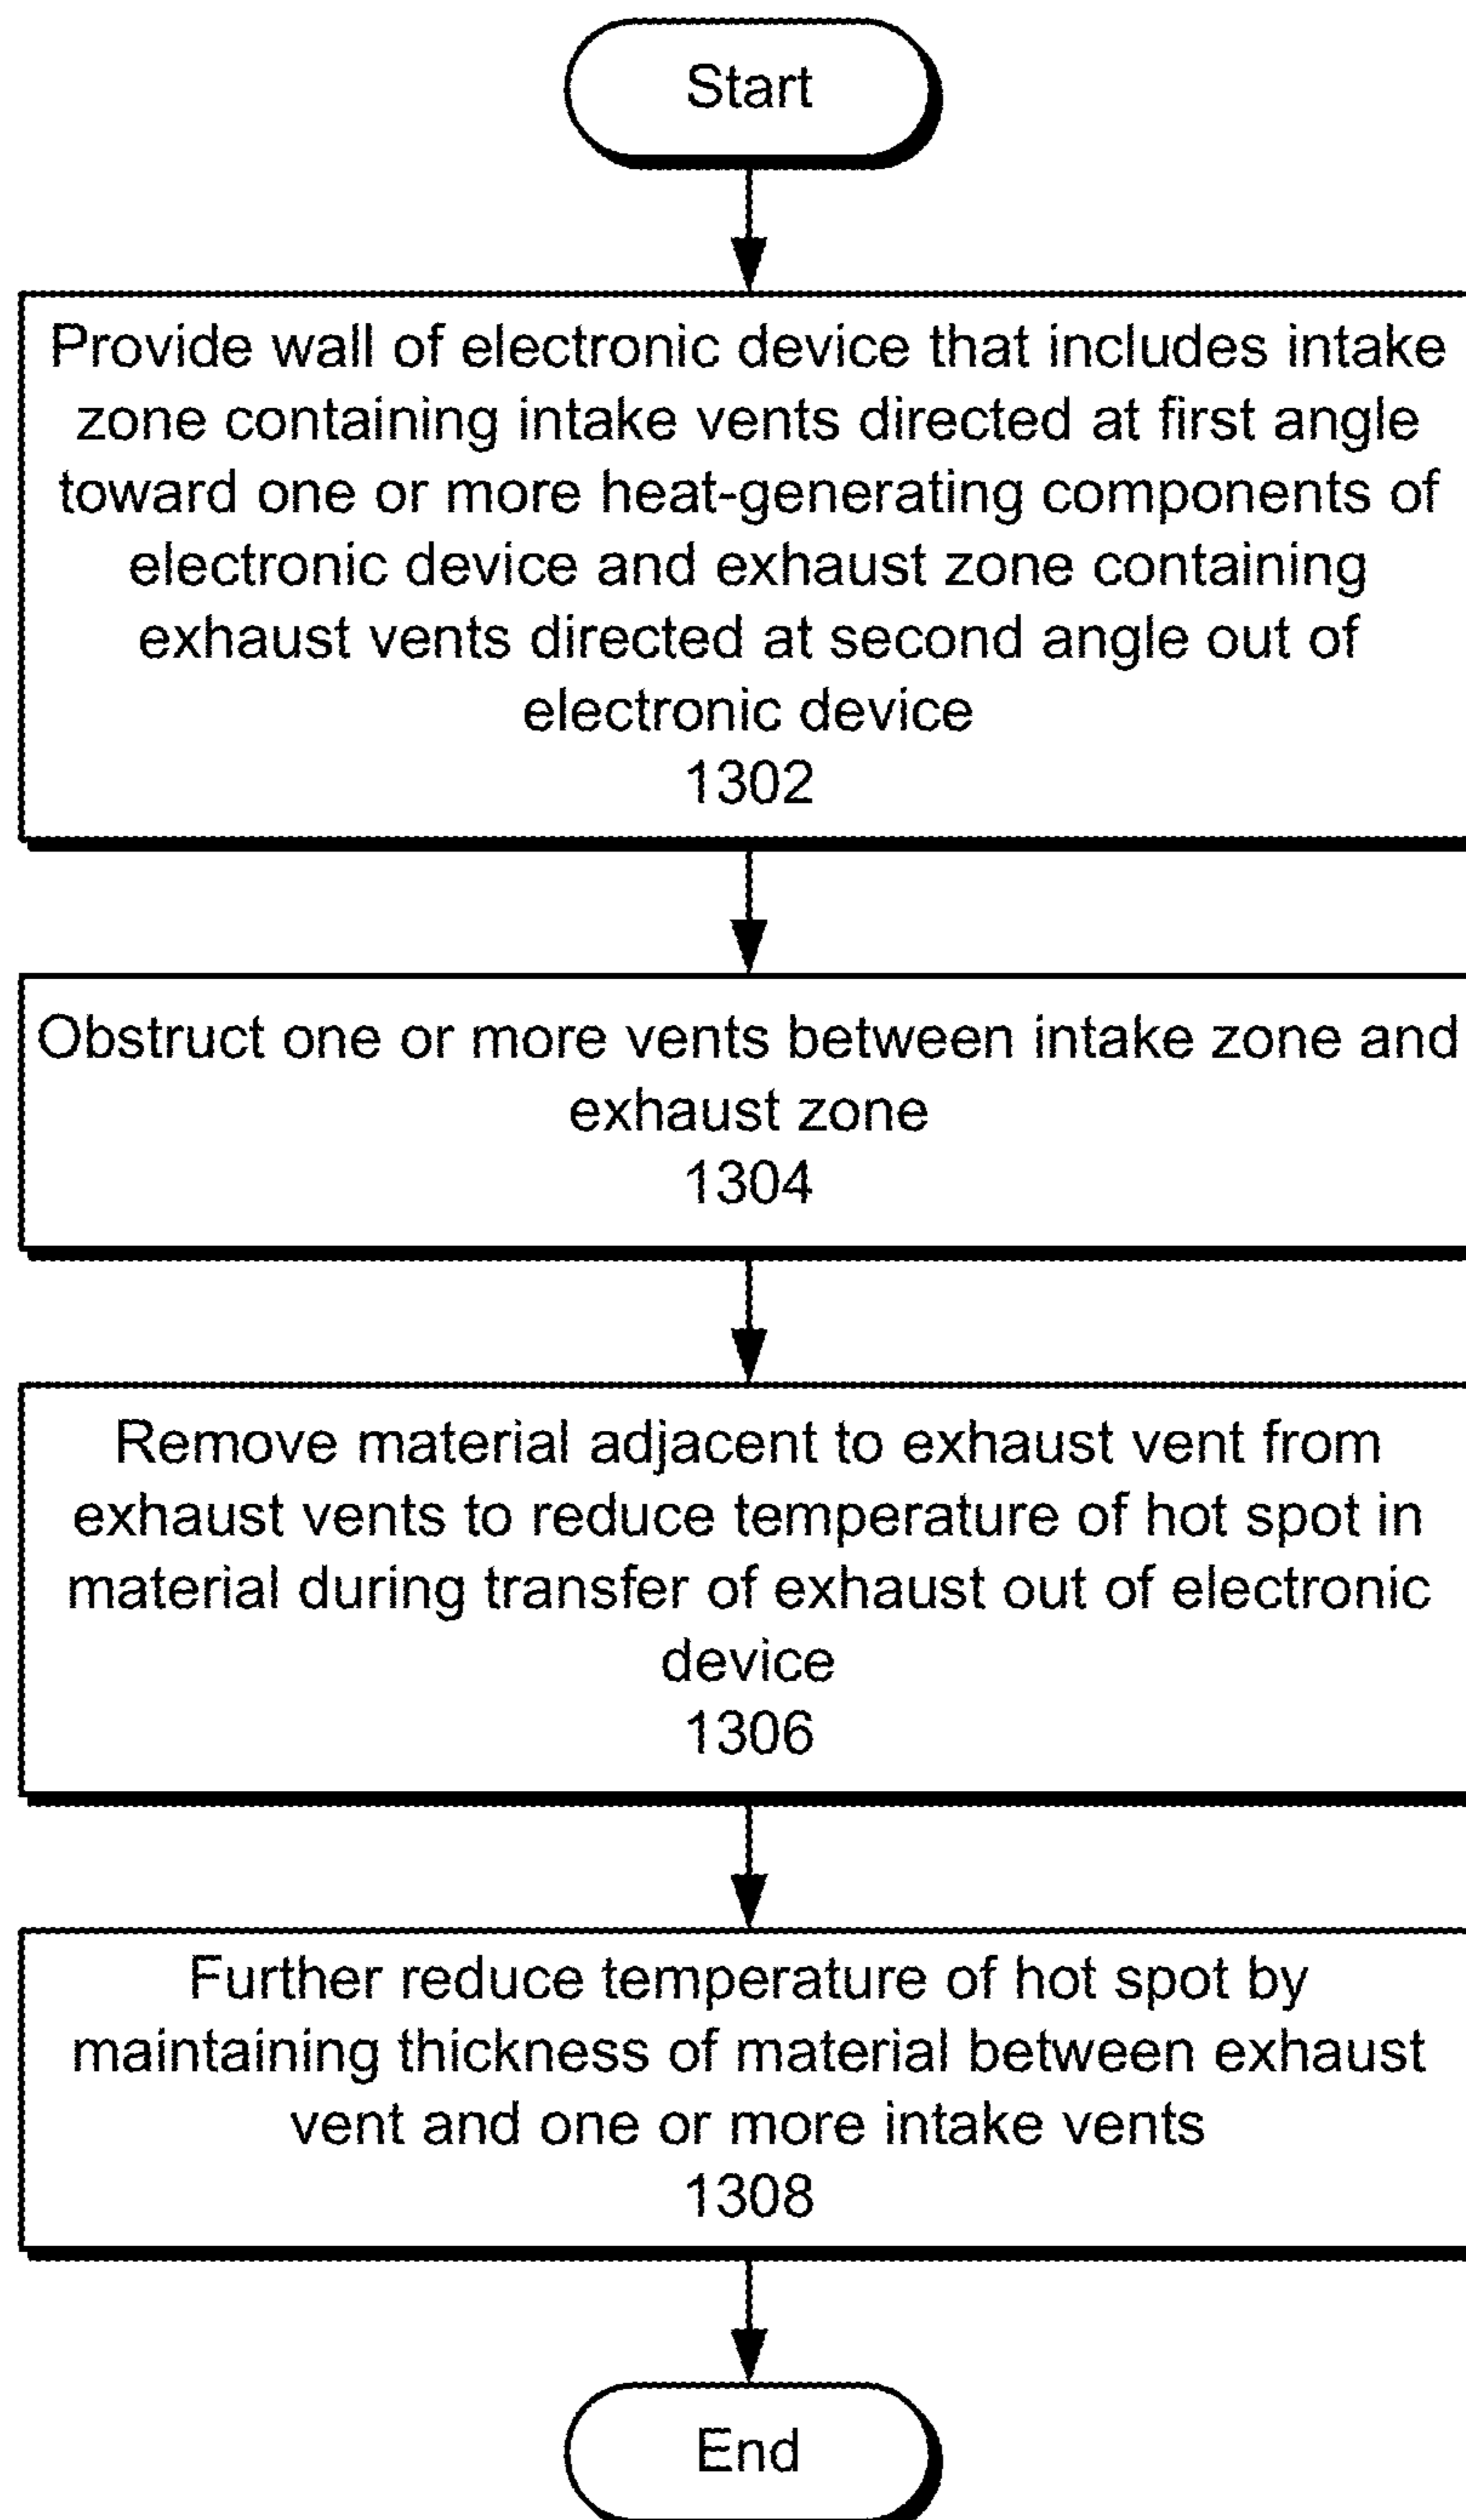 Start
Provide wall of electronic device that includes intake
zone containing intake vents directed at first angle
toward one or more heat-generating components of
electronic device and exhaust zone containing
exhaust vents directed at second angle out of
electronic device
1302
Obstruct one or more vents between intake zone and
exhaust zone
1304
Remove material adjacent to exhaust vent from
exhaust vents to reduce temperature of hot spot in
material during transfer of exhaust out of electronic
device
1306
Further reduce temperature of hot spot by
maintaining thickness of material between exhaust
vent and one or more intake vents
1308
End